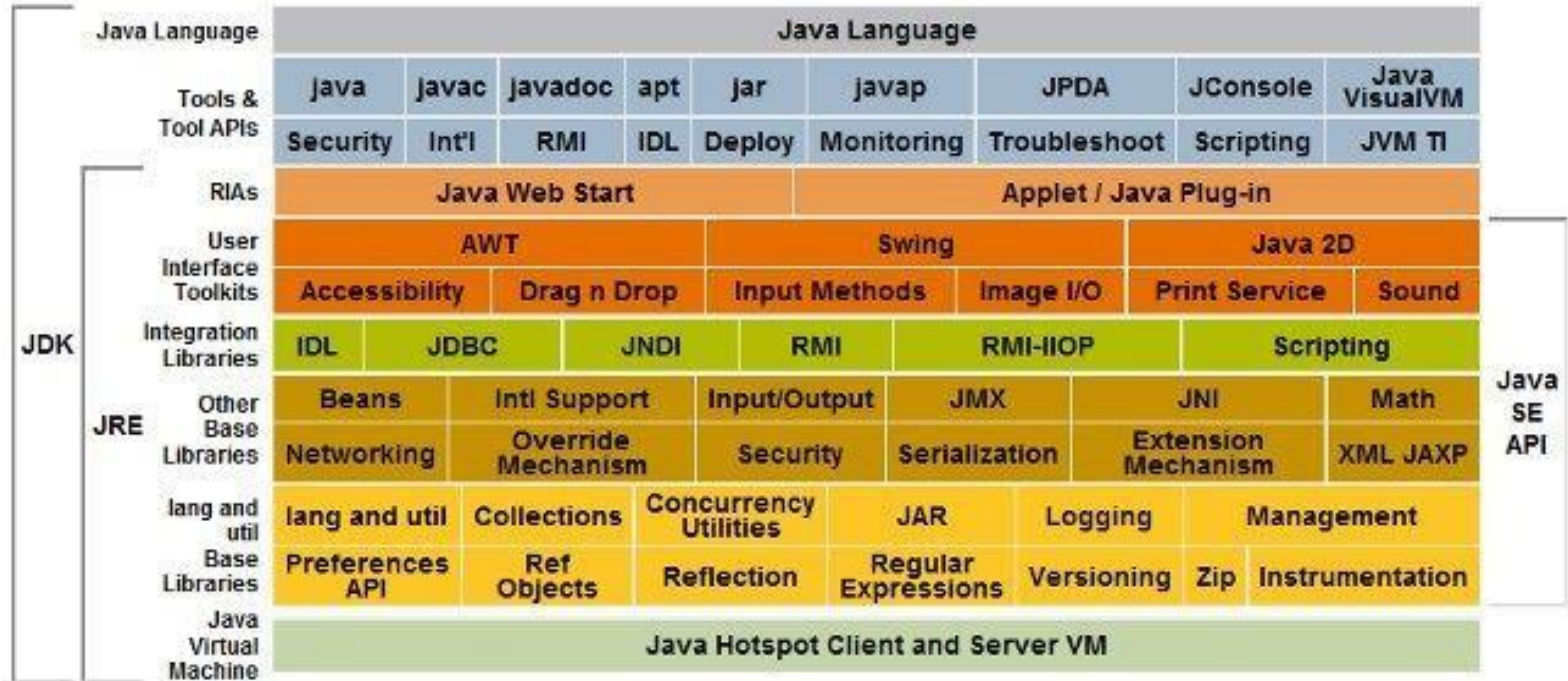 Java Language
Java Language
Tools &
Tool APIs
java javac javadoc apt jar javap JPDA JConsole Java VisualVM
Security Int'l RMI IDL Deploy Monitoring Troubleshoot Scripting JVM TI
RIAs
Java Web Start Applet / Java Plug-in
User
Interface
Toolkits
AWT Swing Java 2D
Accessibility Drag n Drop Input Methods Image I/O Print Service Sound
Integration
Libraries
IDL JDBC JNDI RMI RMI-IIOP Scripting
Other
Base
Libraries
Beans Intl Support Input/Output JMX JNI Math
Networking Override Mechanism Security Serialization Extension Mechanism XML JAXP
lang and
util
Base
Libraries
lang and util Collections Concurrency Utilities JAR Logging Management
Preferences API Ref Objects Reflection Regular Expressions Versioning Zip Instrumentation
Java
Virtual
Machine
Java Hotspot Client and Server VM
JDK
JRE
Java
SE
API